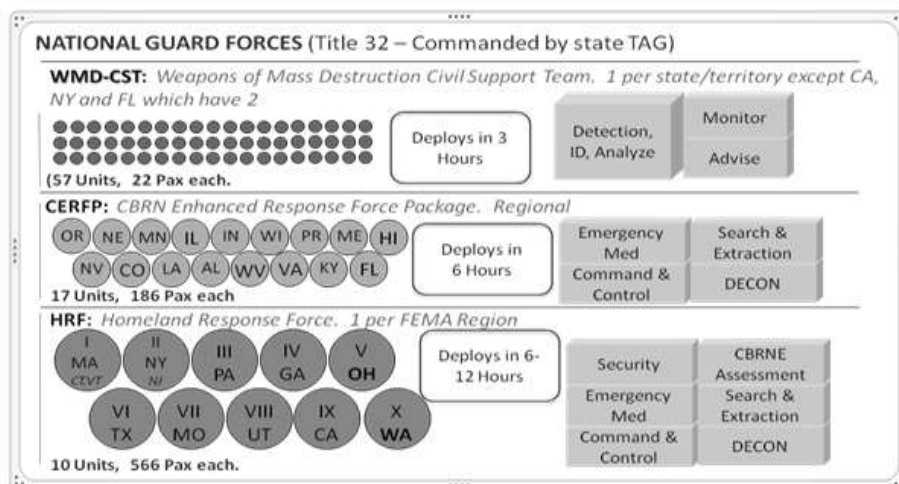 NATIONAL GUARD FORCES (Title 32 – Commanded by state TAG)
WMD-CST: Weapons of Mass Destruction Civil Support Team. 1 per state/territory except CA,
NY and FL which have 2
Deploys in 3
Hours
Detection,
ID, Analyze
Monitor
Advise
(57 Units, 22 Pax each.
CERFP: CBRN Enhanced Response Force Package. Regional
OR NE MN IL IN WI PR ME HI
NV CO LA AL WV VA KY FL
Deploys in
6 Hours
Emergency
Med
Search &
Extraction
Command &
Control
DECON
17 Units, 186 Pax each
HRF: Homeland Response Force. 1 per FEMA Region
I
MA
CT,VT
II
NY
NJ
III
PA
IV
GA
V
OH
VI
TX
VII
MO
VIII
UT
IX
CA
X
WA
Deploys in 6-
12 Hours
Security
CBRNE
Assessment
Emergency
Med
Search &
Extraction
Command &
Control
DECON
10 Units, 566 Pax each.